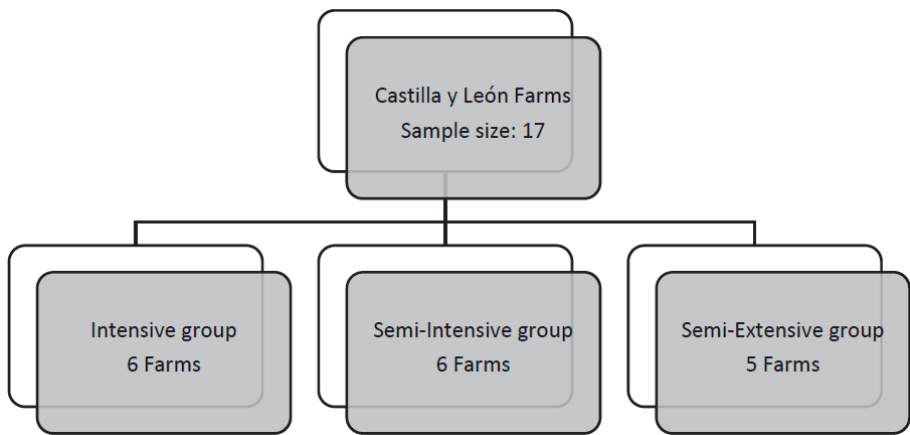 Castilla y León Farms
Sample size: 17
Intensive group
6 Farms
Semi-Intensive group
6 Farms
Semi-Extensive group
5 Farms